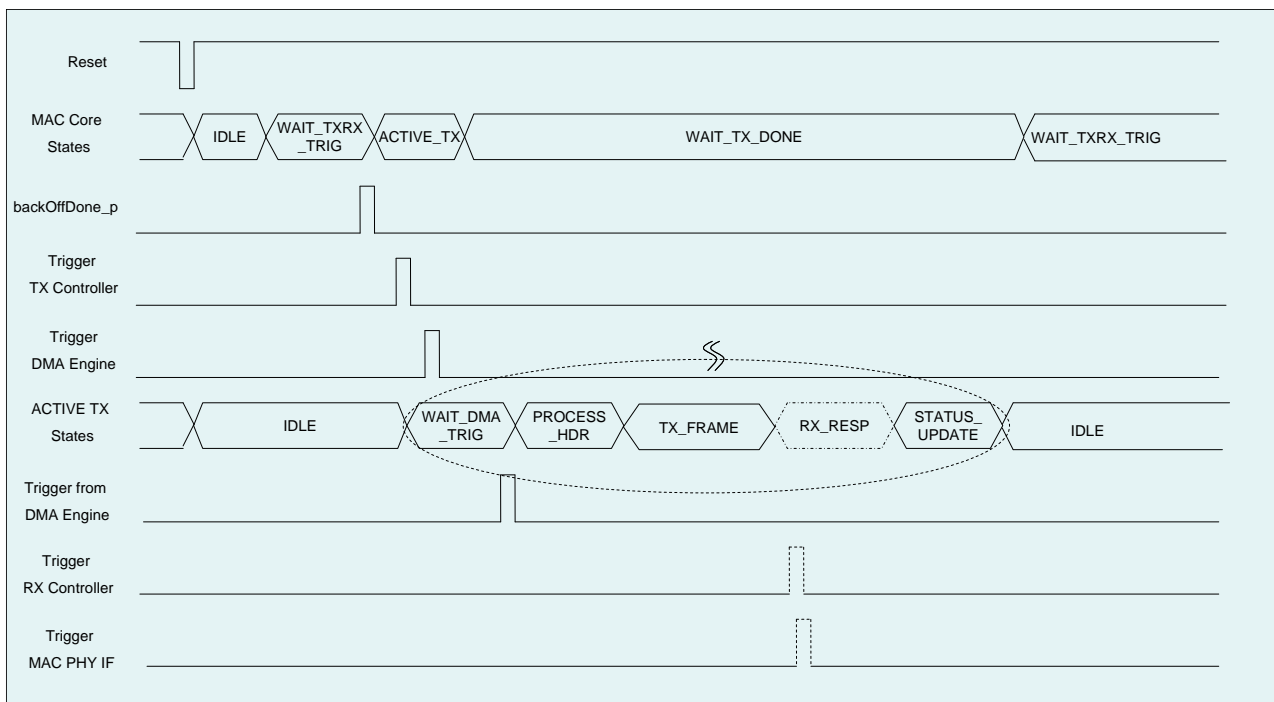 Reset
MAC Core
States
IDLE
WAIT_TXRX
_TRIG
ACTIVE_TX
WAIT_TX_DONE
WAIT_TXRX_TRIG
backOffDone_p
Trigger
TX Controller
Trigger
DMA Engine
ACTIVE TX
States
IDLE
WAIT_DMA
_TRIG
PROCESS
_HDR
TX_FRAME
RX_RESP
STATUS_
UPDATE
IDLE
Trigger from
DMA Engine
Trigger
RX Controller
Trigger
MAC PHY IF